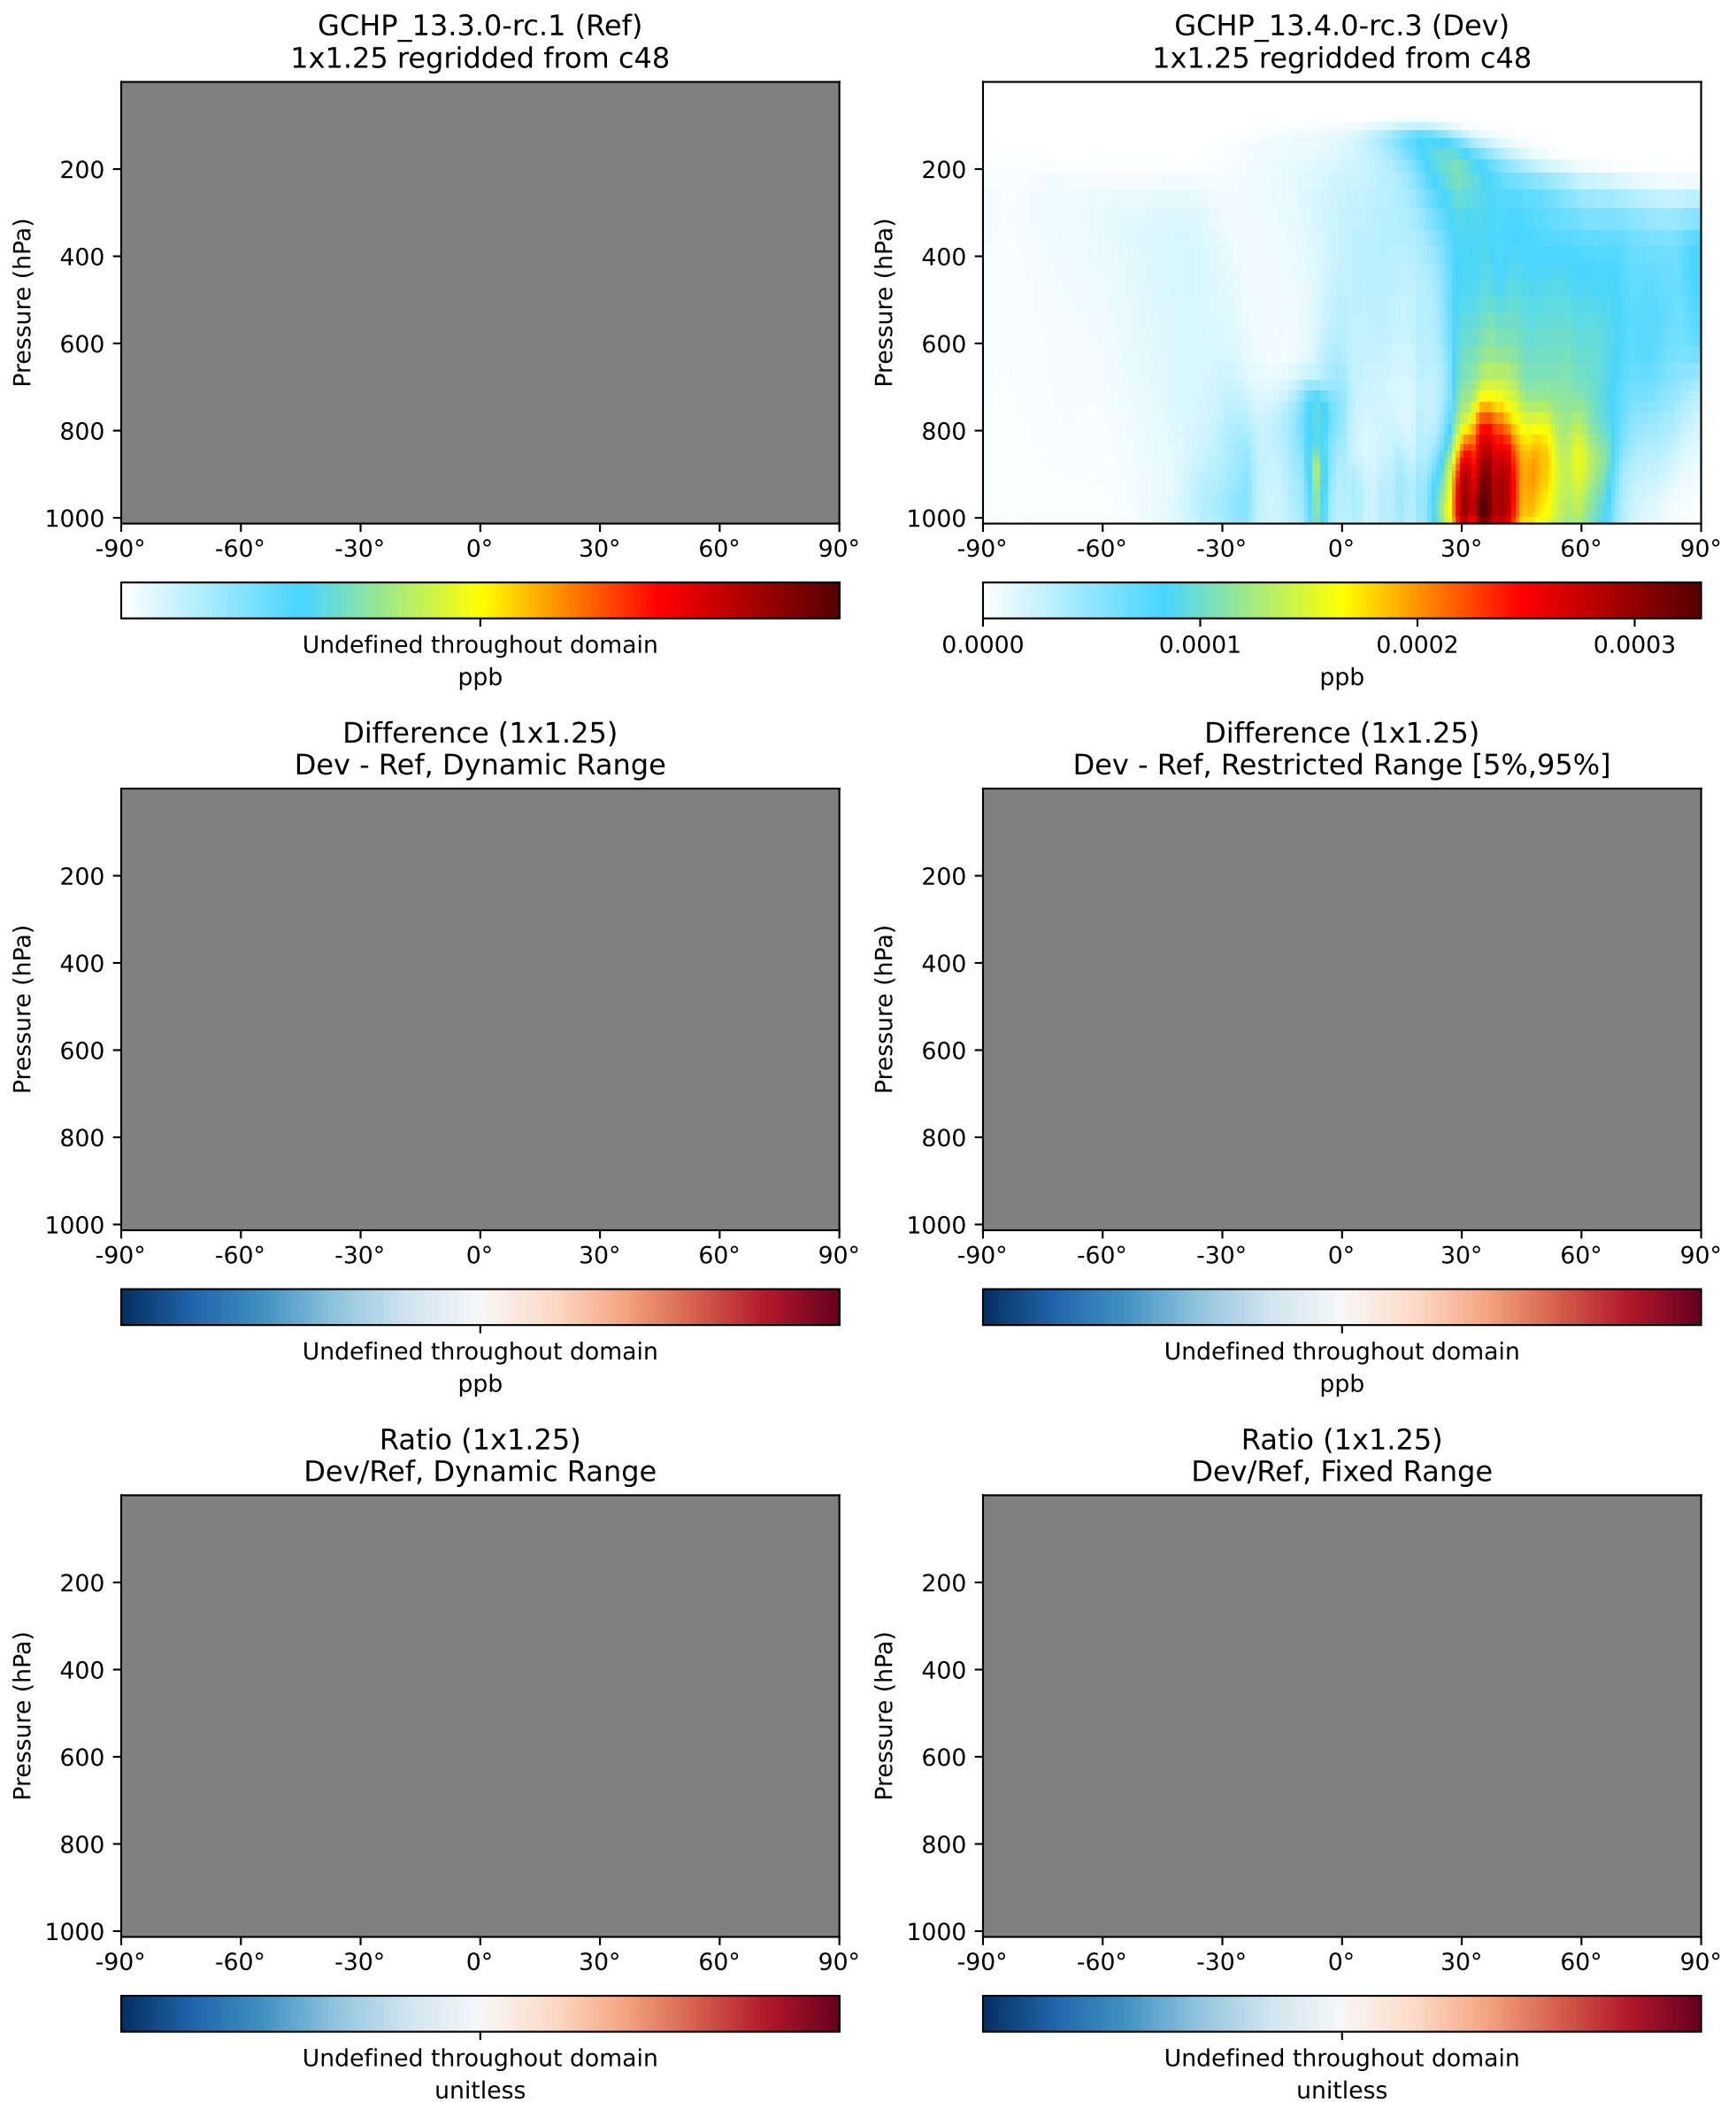 GCHP_13.3.0-rc.1 (Ref)
1x1.25 regridded from c48
Pressure (hPa)
200
400
600
800
1000
-90° -60° -30° 0° 30° 60° 90°
Undefined throughout domain
ppb
GCHP_13.4.0-rc.3 (Dev)
1x1.25 regridded from c48
Pressure (hPa)
200
400
600
800
1000
-90° -60° -30° 0° 30° 60° 90°
0.0000 0.0001 0.0002 0.0003
ppb
Difference (1x1.25)
Dev - Ref, Dynamic Range
Pressure (hPa)
200
400
600
800
1000
-90° -60° -30° 0° 30° 60° 90°
Undefined throughout domain
ppb
Difference (1x1.25)
Dev - Ref, Restricted Range [5%,95%]
Pressure (hPa)
200
400
600
800
1000
-90° -60° -30° 0° 30° 60° 90°
Undefined throughout domain
ppb
Ratio (1x1.25)
Dev/Ref, Dynamic Range
Pressure (hPa)
200
400
600
800
1000
-90° -60° -30° 0° 30° 60° 90°
Undefined throughout domain
unitless
Ratio (1x1.25)
Dev/Ref, Fixed Range
Pressure (hPa)
200
400
600
800
1000
-90° -60° -30° 0° 30° 60° 90°
Undefined throughout domain
unitless